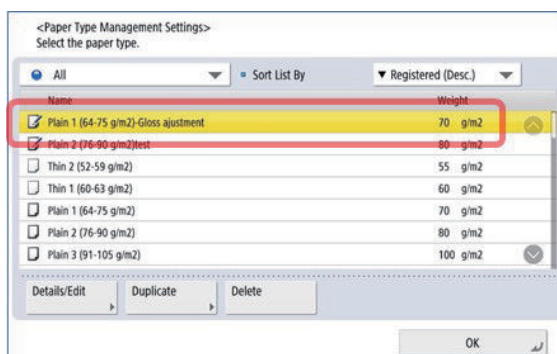 <Paper Type Management Settings>
Select the paper type.
All ▪ Sort List By ▼ Registered (Desc.)
Name Weight
Plain 1 (64-75 g/m2)-Gloss ajustment 70 g/m2
Plain 2 (76-90 g/m2)test 80 g/m2
Thin 2 (52-59 g/m2) 55 g/m2
Thin 1 (60-63 g/m2) 60 g/m2
Plain 1 (64-75 g/m2) 70 g/m2
Plain 2 (76-90 g/m2) 80 g/m2
Plain 3 (91-105 g/m2) 100 g/m2
Details/Edit Duplicate Delete
OK